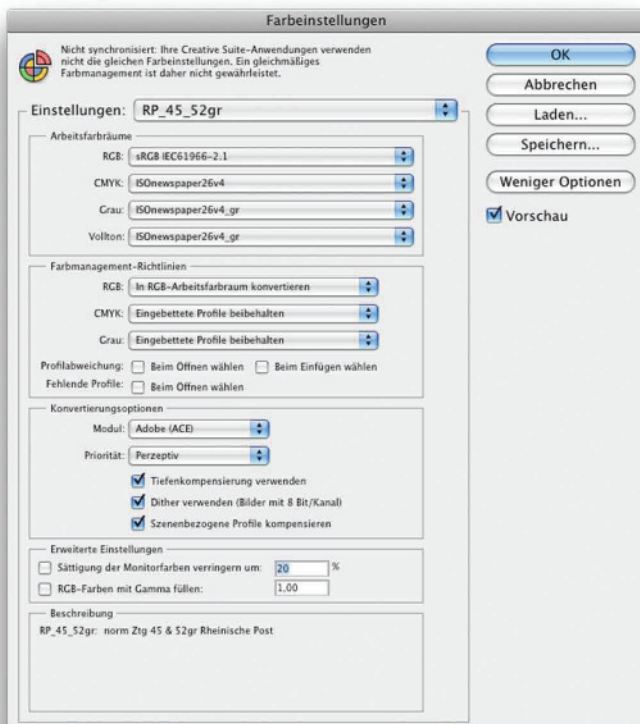 Farbeinstellungen
Nicht synchronisiert: Ihre Creative Suite-Anwendungen verwenden
nicht die gleichen Farbeinstellungen. Ein gleichmäßiges
Farbmanagement ist daher nicht gewährleistet.
OK
Abbrechen
Laden...
Speichern...
Weniger Optionen
Vorschau
Einstellungen: RP_45_52gr
Arbeitsfarbräume
RGB: sRGB IEC61966-2.1
CMYK: ISOnewspaper26v4
Grau: ISOnewspaper26v4_gr
Vollton: ISOnewspaper26v4_gr
Farbmanagement-Richtlinien
RGB: In RGB-Arbeitsfarbraum konvertieren
CMYK: Eingebettete Profile beibehalten
Grau: Eingebettete Profile beibehalten
Profilabweichung: Beim Öffnen wählen Beim Einfügen wählen
Fehlende Profile: Beim Öffnen wählen
Konvertierungsoptionen
Modul: Adobe (ACE)
Priorität: Perzeptiv
Tiefenkompensierung verwenden
Dither verwenden (Bilder mit 8 Bit/Kanal)
Szenenbezogene Profile kompensieren
Erweiterte Einstellungen
Sättigung der Monitorfarben verringern um: 20 %
RGB-Farben mit Gamma füllen: 1,00
Beschreibung
RP_45_52gr: norm Ztg 45 & 52gr Rheinische Post